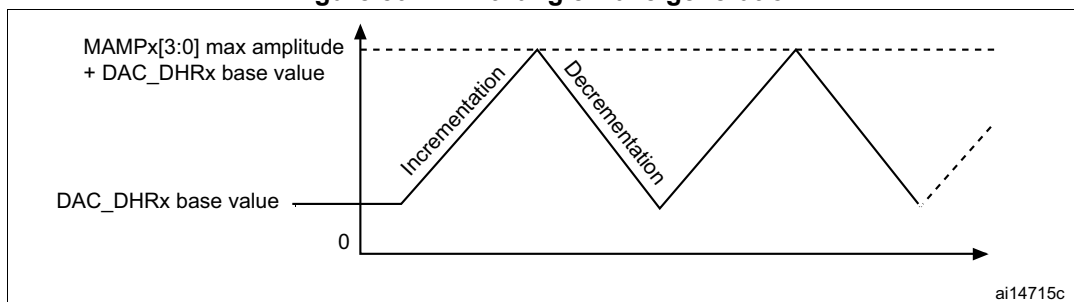 MAMPx[3:0] max amplitude
+ DAC_DHRx base value
Incrementation
Decrementation
DAC_DHRx base value
0
ai14715c